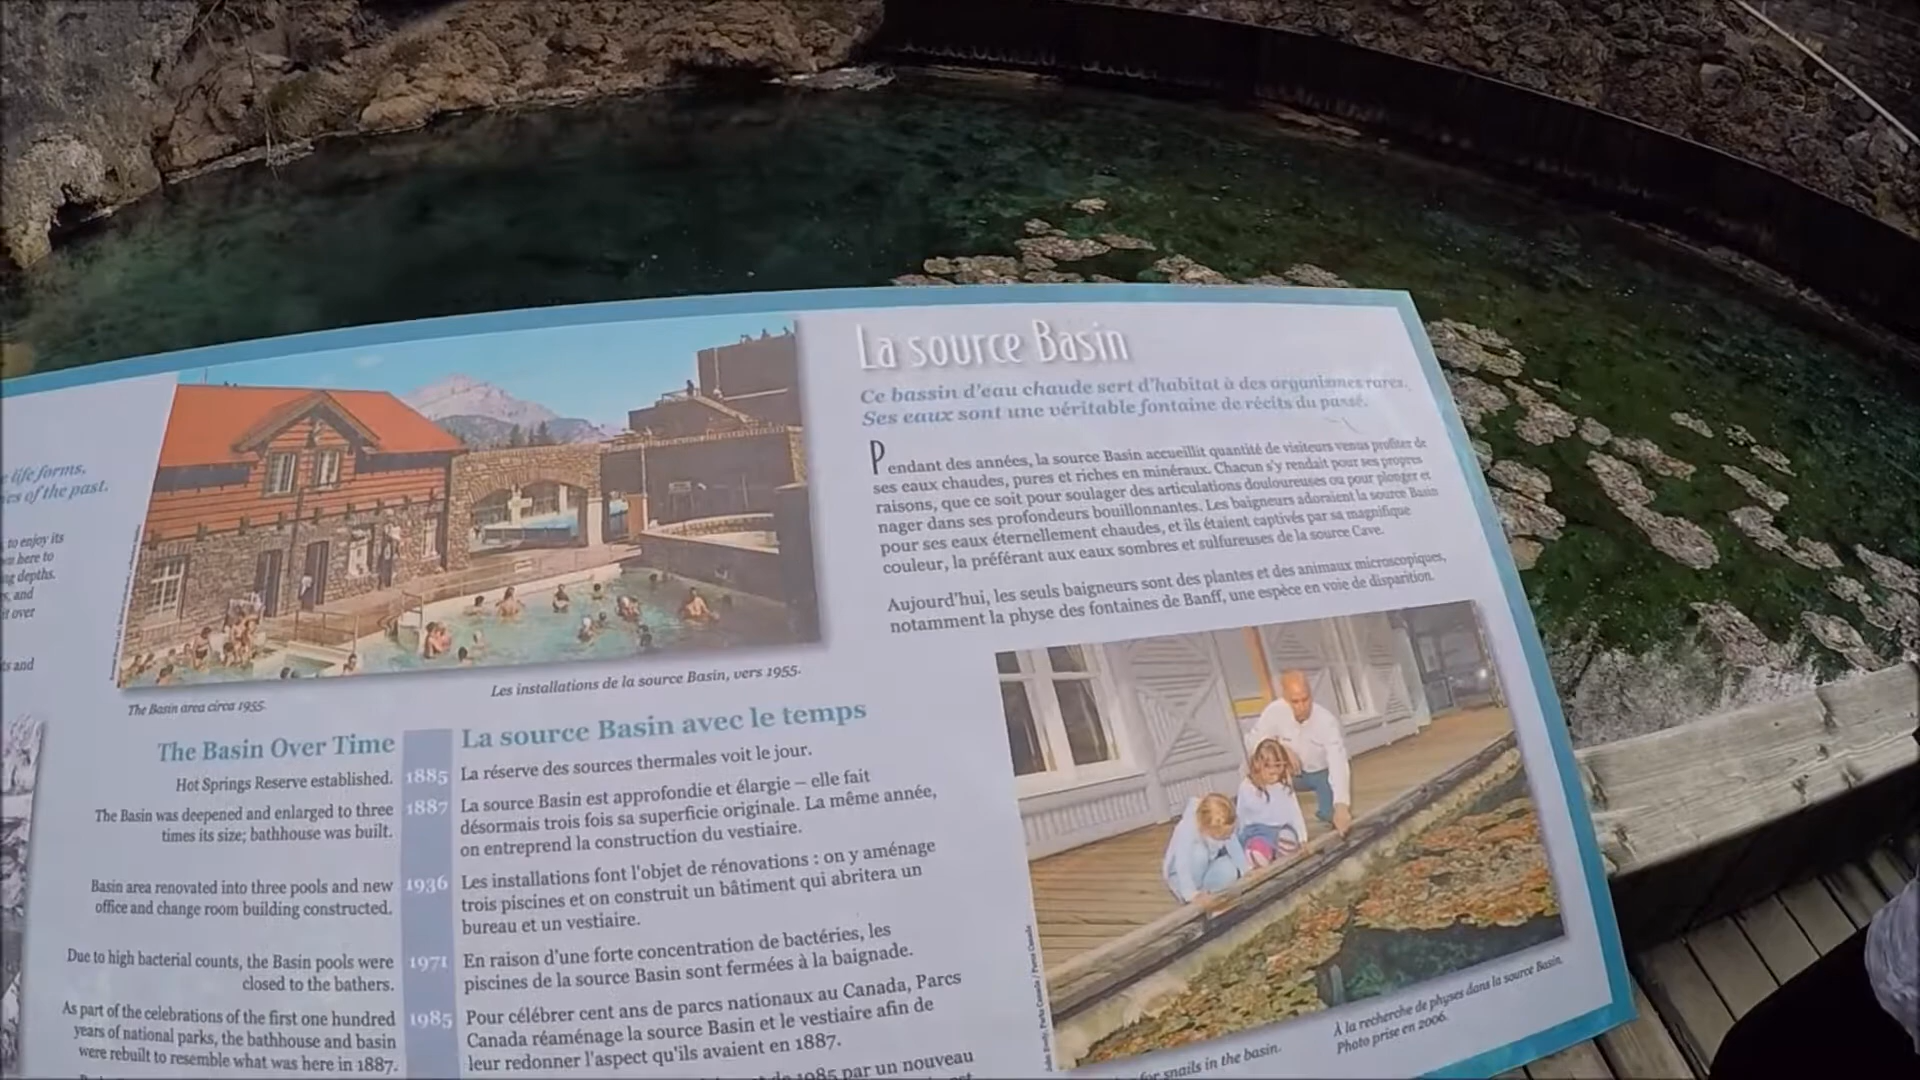 life forms,
es of the past.
to enjoy its
here to
depths.
s, and
it over
ts and
The Basin area circa 1955.
Les installations de la source Basin, vers 1955.
The Basin Over Time
Hot Springs Reserve established.
The Basin was deepened and enlarged to three
times its size; bathhouse was built.
Basin area renovated into three pools and new
office and change room building constructed.
Due to high bacterial counts, the Basin pools were
closed to the bathers.
As part of the celebrations of the first one hundred
years of national parks, the bathhouse and basin
were rebuilt to resemble what was here in 1887.
1885
1887
1936
1971
1985
La source Basin avec le temps
La réserve des sources thermales voit le jour.
La source Basin est approfondie et élargie – elle fait
désormais trois fois sa superficie originale. La même année,
on entreprend la construction du vestiaire.
Les installations font l'objet de rénovations : on y aménage
trois piscines et on construit un bâtiment qui abritera un
bureau et un vestiaire.
En raison d'une forte concentration de bactéries, les
piscines de la source Basin sont fermées à la baignade.
Pour célébrer cent ans de parcs nationaux au Canada, Parcs
Canada réaménage la source Basin et le vestiaire afin de
leur redonner l'aspect qu'ils avaient en 1887.
de 1985 par un nouveau
La source Basin
Ce bassin d'eau chaude sert d'habitat à des organismes rares.
Ses eaux sont une véritable fontaine de récits du passé.
Pendant des années, la source Basin accueillit quantité de visiteurs venus profiter de
ses eaux chaudes, pures et riches en minéraux. Chacun s'y rendait pour ses propres
raisons, que ce soit pour soulager des articulations douloureuses ou pour plonger et
nager dans ses profondeurs bouillonnantes. Les baigneurs adoraient la source Basin
pour ses eaux éternellement chaudes, et ils étaient captivés par sa magnifique
couleur, la préférant aux eaux sombres et sulfureuses de la source Cave.
Aujourd'hui, les seuls baigneurs sont des plantes et des animaux microscopiques,
notamment la physe des fontaines de Banff, une espèce en voie de disparition.
Parks Canada / Parcs Canada
for snails in the basin.
À la recherche de physes dans la source Basin.
Photo prise en 2006.